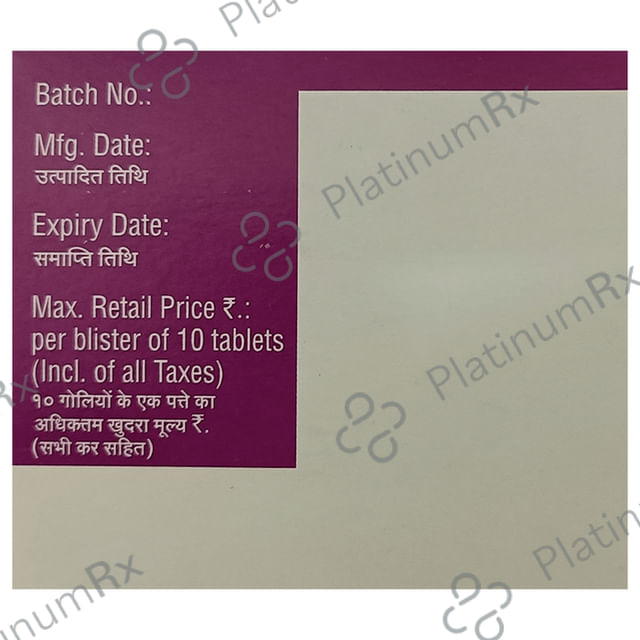 Batch No.:
Mfg. Date:
उत्पादित तिथि
Expiry Date:
समाप्ति तिथि
Max. Retail Price ₹.:
per blister of 10 tablets
(Incl. of all Taxes)
१० गोलियों के एक पत्ते का
अधिकतम खुदरा मूल्य ₹.
(सभी कर सहित)
PlatinumRx
PlatinumRx